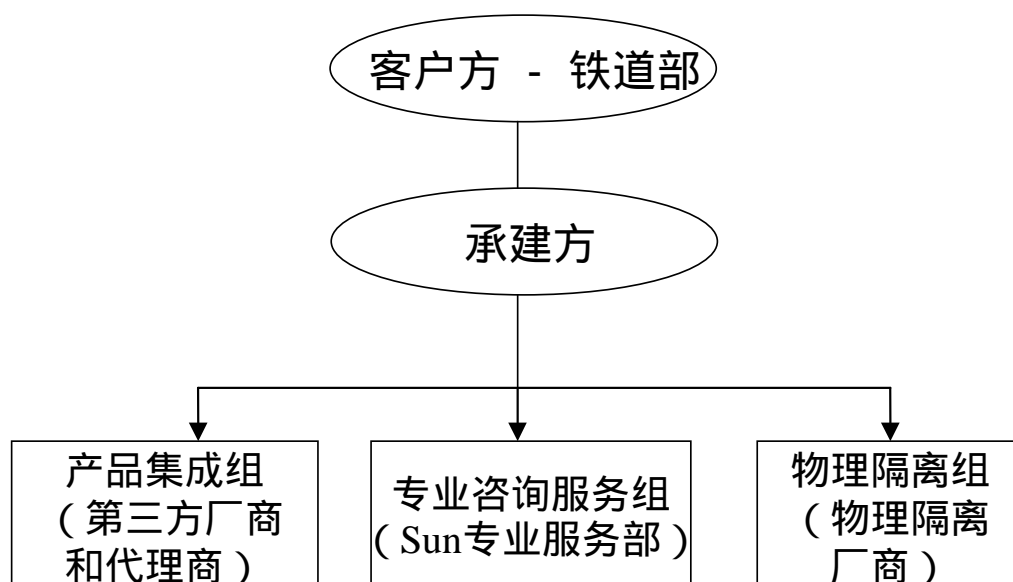 客户方 - 铁道部
承建方
产品集成组
（第三方厂商
和代理商）
专业咨询服务组
（Sun专业服务部）
物理隔离组
（物理隔离
厂商）